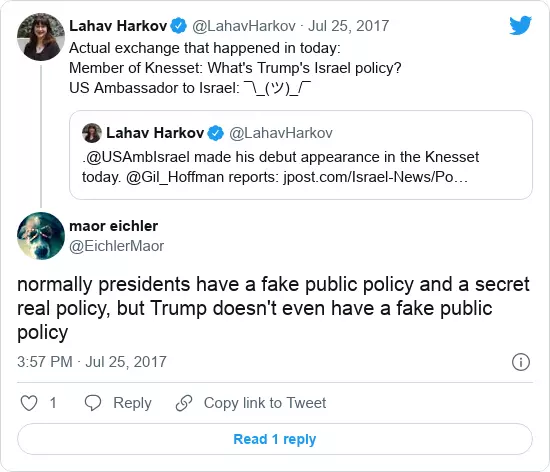 Lahav Harkov @LahavHarkov · Jul 25, 2017
Actual exchange that happened in today:
Member of Knesset: What's Trump's Israel policy?
US Ambassador to Israel: ¯\_(ツ)_/¯
Lahav Harkov @LahavHarkov
.@USAmbIsrael made his debut appearance in the Knesset
today. @Gil_Hoffman reports: jpost.com/Israel-News/Po…
maor eichler
@EichlerMaor
normally presidents have a fake public policy and a secret
real policy, but Trump doesn't even have a fake public
policy
3:57 PM · Jul 25, 2017
1 Reply Copy link to Tweet
Read 1 reply